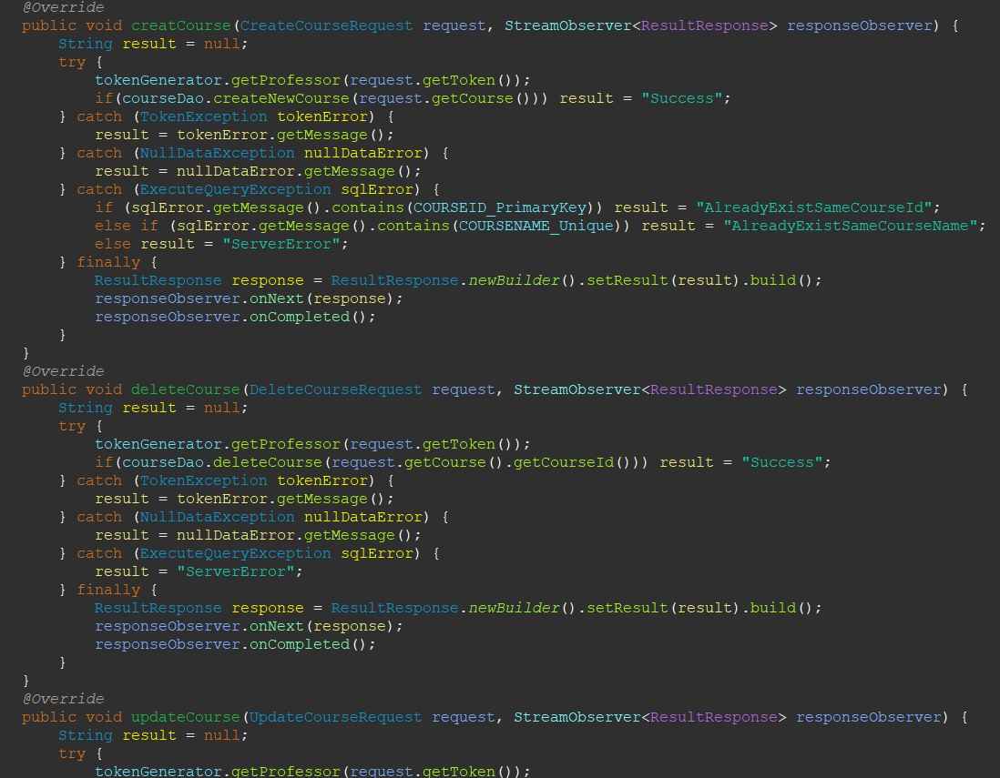 @Override
public void creatCourse(CreateCourseRequest request, StreamObserver<ResultResponse> responseObserver) {
    String result = null;
    try {
        tokenGenerator.getProfessor(request.getToken());
        if(courseDao.createNewCourse(request.getCourse())) result = "Success";
    } catch (TokenException tokenError) {
        result = tokenError.getMessage();
    } catch (NullDataException nullDataError) {
        result = nullDataError.getMessage();
    } catch (ExecuteQueryException sqlError) {
        if (sqlError.getMessage().contains(COURSEID_PrimaryKey)) result = "AlreadyExistSameCourseId";
        else if (sqlError.getMessage().contains(COURSENAME_Unique)) result = "AlreadyExistSameCourseName";
        else result = "ServerError";
    } finally {
        ResultResponse response = ResultResponse.newBuilder().setResult(result).build();
        responseObserver.onNext(response);
        responseObserver.onCompleted();
    }
}
@Override
public void deleteCourse(DeleteCourseRequest request, StreamObserver<ResultResponse> responseObserver) {
    String result = null;
    try {
        tokenGenerator.getProfessor(request.getToken());
        if(courseDao.deleteCourse(request.getCourse().getCourseId())) result = "Success";
    } catch (TokenException tokenError) {
        result = tokenError.getMessage();
    } catch (NullDataException nullDataError) {
        result = nullDataError.getMessage();
    } catch (ExecuteQueryException sqlError) {
        result = "ServerError";
    } finally {
        ResultResponse response = ResultResponse.newBuilder().setResult(result).build();
        responseObserver.onNext(response);
        responseObserver.onCompleted();
    }
}
@Override
public void updateCourse(UpdateCourseRequest request, StreamObserver<ResultResponse> responseObserver) {
    String result = null;
    try {
        tokenGenerator.getProfessor(request.getToken());